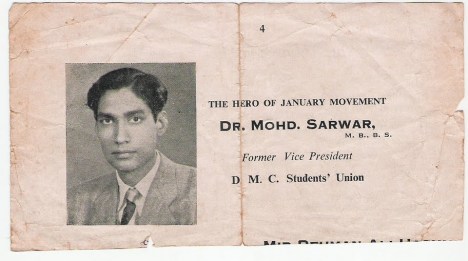 4
THE HERO OF JANUARY MOVEMENT
DR. MOHD. SARWAR,
M. B., B. S.
Former Vice President
D M. C. Students' Union